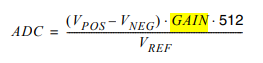 ADC = (V_POS – V_NEG) · GAIN · 512
V_REF